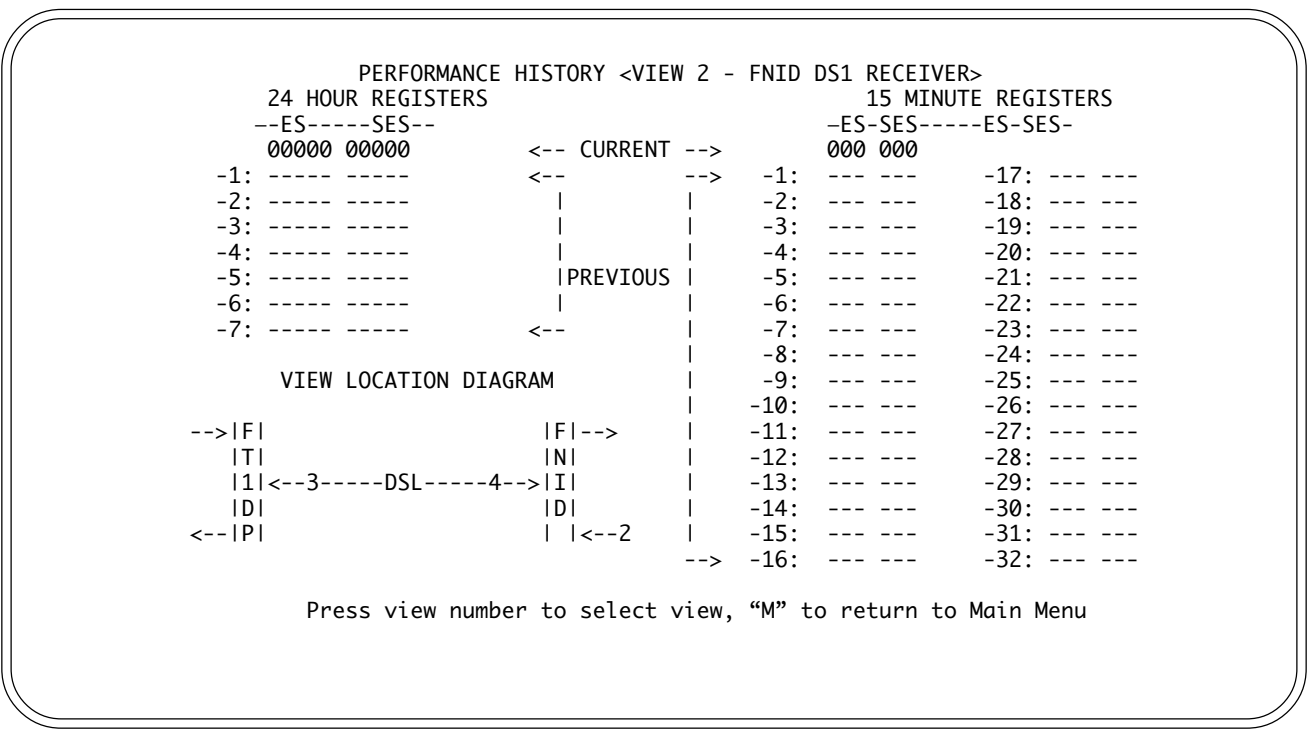 PERFORMANCE HISTORY <VIEW 2 - FNID DS1 RECEIVER>
24 HOUR REGISTERS                                   15 MINUTE REGISTERS
–-ES-----SES--                               –ES-SES-----ES-SES-
00000 00000         <-- CURRENT -->        000 000
-1: ----- -----         <--           -->   -1:  --- ---     -17: --- ---
-2: ----- -----           |         |     -2:  --- ---     -18: --- ---
-3: ----- -----           |         |     -3:  --- ---     -19: --- ---
-4: ----- -----           |         |     -4:  --- ---     -20: --- ---
-5: ----- -----           |PREVIOUS |     -5:  --- ---     -21: --- ---
-6: ----- -----           |         |     -6:  --- ---     -22: --- ---
-7: ----- -----         <--         |     -7:  --- ---     -23: --- ---
|     -8:  --- ---     -24: --- ---
VIEW LOCATION DIAGRAM          |     -9:  --- ---     -25: --- ---
|    -10:  --- ---     -26: --- ---
-->|F|                     |F|-->     |    -11:  --- ---     -27: --- ---
|T|                     |N|        |    -12:  --- ---     -28: --- ---
|1|<--3-----DSL-----4-->|I|        |    -13:  --- ---     -29: --- ---
|D|                     |D|        |    -14:  --- ---     -30: --- ---
<--|P|                     | |<--2    |    -15:  --- ---     -31: --- ---
-->  -16:  --- ---     -32: --- ---
Press view number to select view, “M” to return to Main Menu